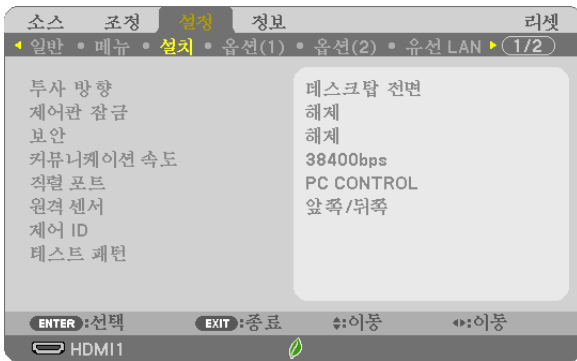 소스 조정 설정 정보 리셋
일반 • 메뉴 • 설치 • 옵션(1) • 옵션(2) • 유선 LAN 1/2
투사 방향 데스크탑 전면
제어판 잠금 해제
보안 해제
커뮤니케이션 속도 38400bps
직렬 포트 PC CONTROL
원격 센서 앞쪽/뒤쪽
제어 ID
테스트 패턴
ENTER :선택 EXIT :종료 :이동 :이동
HDMI1